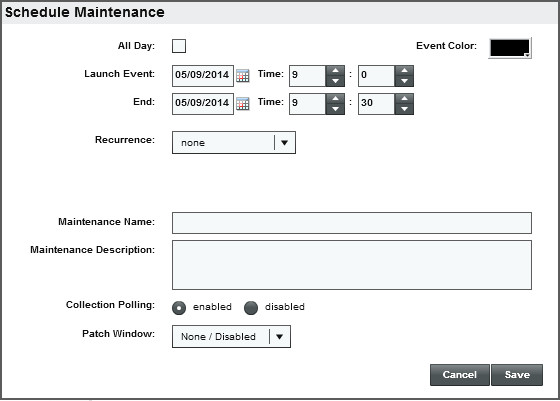 Schedule Maintenance
All Day:
Event Color:
Launch Event: 05/09/2014 Time: 9 : 0
End: 05/09/2014 Time: 9 : 30
Recurrence: none
Maintenance Name:
Maintenance Description:
Collection Polling: enabled disabled
Patch Window: None / Disabled
Cancel Save